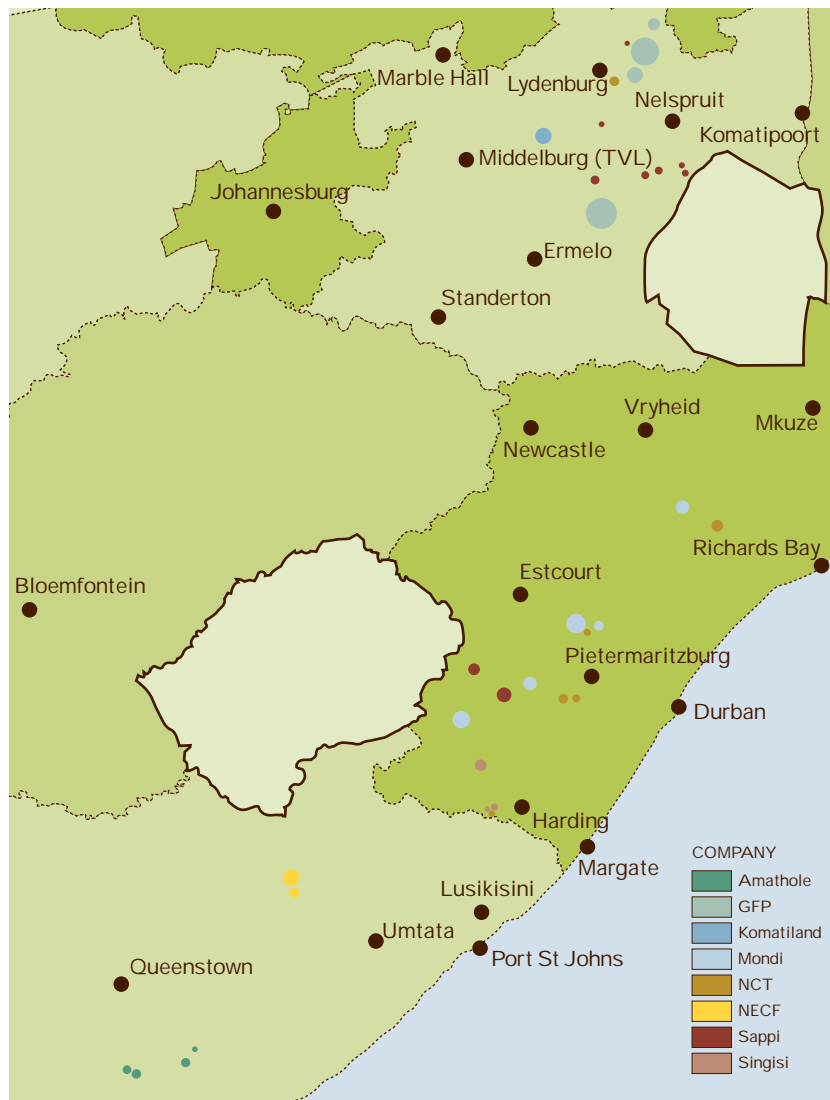 Marble Hall
Lydenburg
Nelspruit
Komatipoort
Middelburg (TVL)
Johannesburg
Ermelo
Standerton
Vryheid
Mkuze
Newcastle
Richards Bay
Estcourt
Bloemfontein
Pietermaritzburg
Durban
Harding
Margate
Lusikisini
Umtata
Port St Johns
Queenstown
COMPANY
Amathole
GFP
Komatiland
Mondi
NCT
NECF
Sappi
Singisi